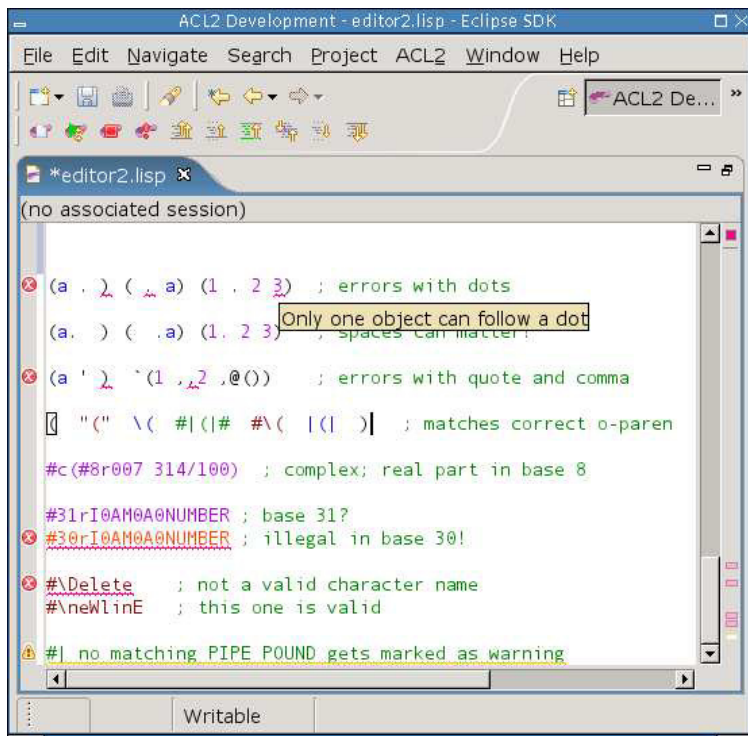 ACL2 Development - editor2.lisp - Eclipse SDK
File Edit Navigate Search Project ACL2 Window Help
ACL2 De... »
*editor2.lisp
(no associated session)
(a . ) ( . a) (1 . 2 3) ; errors with dots
Only one object can follow a dot
(a. ) ( .a) (1. 2 3) ; spaces can matter!
(a ' ) `(1 ,,2 ,@()) ; errors with quote and comma
( "(" \( #|(|# #\( |(| ) ; matches correct o-paren
#c(#8r007 314/100) ; complex; real part in base 8
#31rI0AM0A0NUMBER ; base 31?
#30rI0AM0A0NUMBER ; illegal in base 30!
#\Delete ; not a valid character name
#\neWlinE ; this one is valid
#| no matching PIPE POUND gets marked as warning
Writable